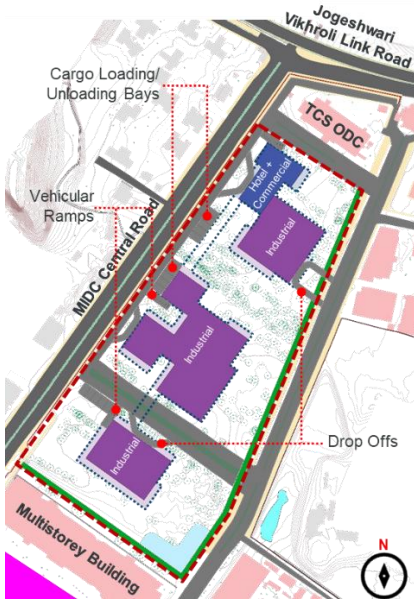 Jogeshwari
Vikhroli Link Road
Cargo Loading/
Unloading Bays
TCS ODC
Hotel +
Commercial
Vehicular
Ramps
Industrial
MIDC Central Road
Industrial
Drop Offs
Industrial
Multistorey Building
N